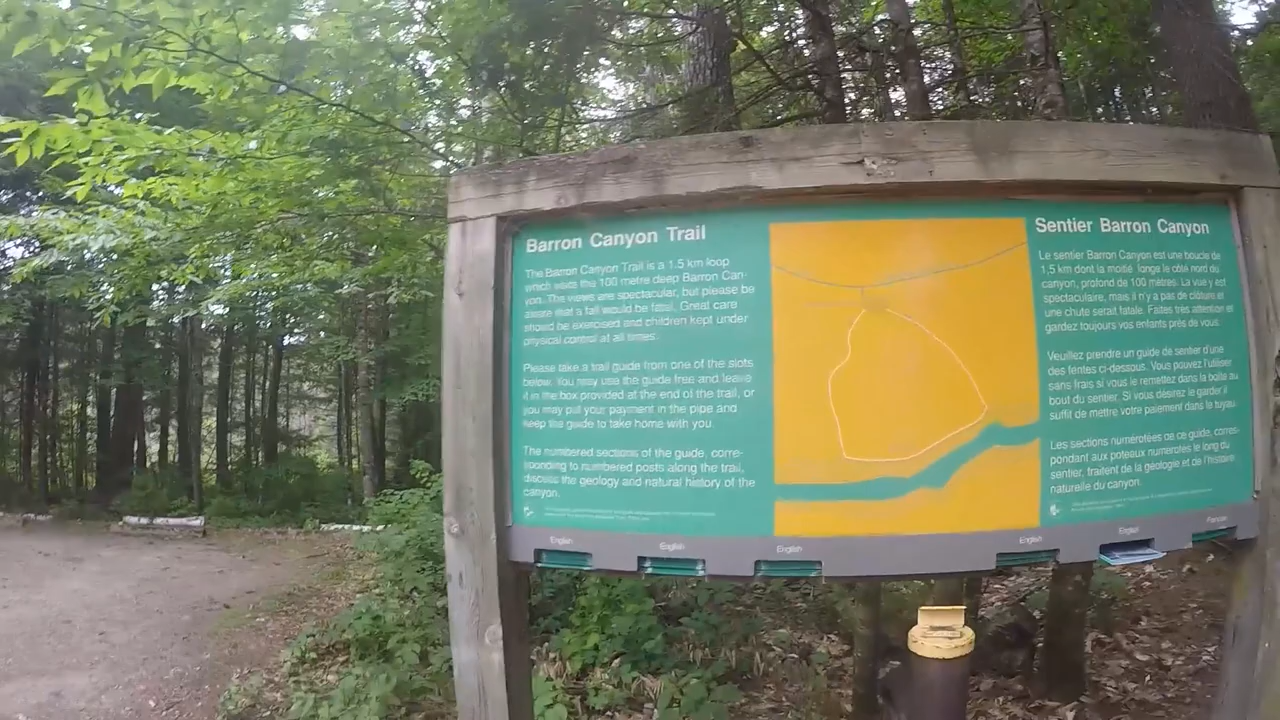 Barron Canyon Trail
The Barron Canyon Trail is a 1.5 km loop
which visits the 100 metre deep Barron Can-
yon. The views are spectacular, but please be
aware that a fall would be fatal. Great care
should be exercised and children kept under
physical control at all times.
Please take a trail guide from one of the slots
below. You may use the guide free and leave
it in the box provided at the end of the trail, or
you may put your payment in the pipe and
keep the guide to take home with you.
The numbered sections of the guide, corre-
sponding to numbered posts along the trail,
discuss the geology and natural history of the
canyon.
Sentier Barron Canyon
Le sentier Barron Canyon est une boucle de
1,5 km dont la moitié longe le côté nord du
canyon, profond de 100 mètres. La vue y est
spectaculaire, mais il n'y a pas de clôture et
une chute serait fatale. Faites très attention et
gardez toujours vos enfants près de vous.
Veuillez prendre un guide de sentier d'une
des fentes ci-dessous. Vous pouvez l'utiliser
sans frais si vous le remettez dans la boîte au
bout du sentier. Si vous désirez le garder il
suffit de mettre votre paiement dans le tuyau.
Les sections numérotées de ce guide, corres-
pondant aux poteaux numérotés le long du
sentier, traitent de la géologie et de l'histoire
naturelle du canyon.
English
English
English
English
Français